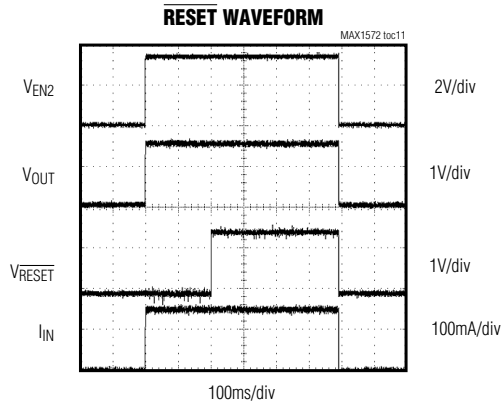 RESET WAVEFORM
MAX1572 toc11
VEN2
2V/div
VOUT
1V/div
VRESET
1V/div
IIN
100mA/div
100ms/div